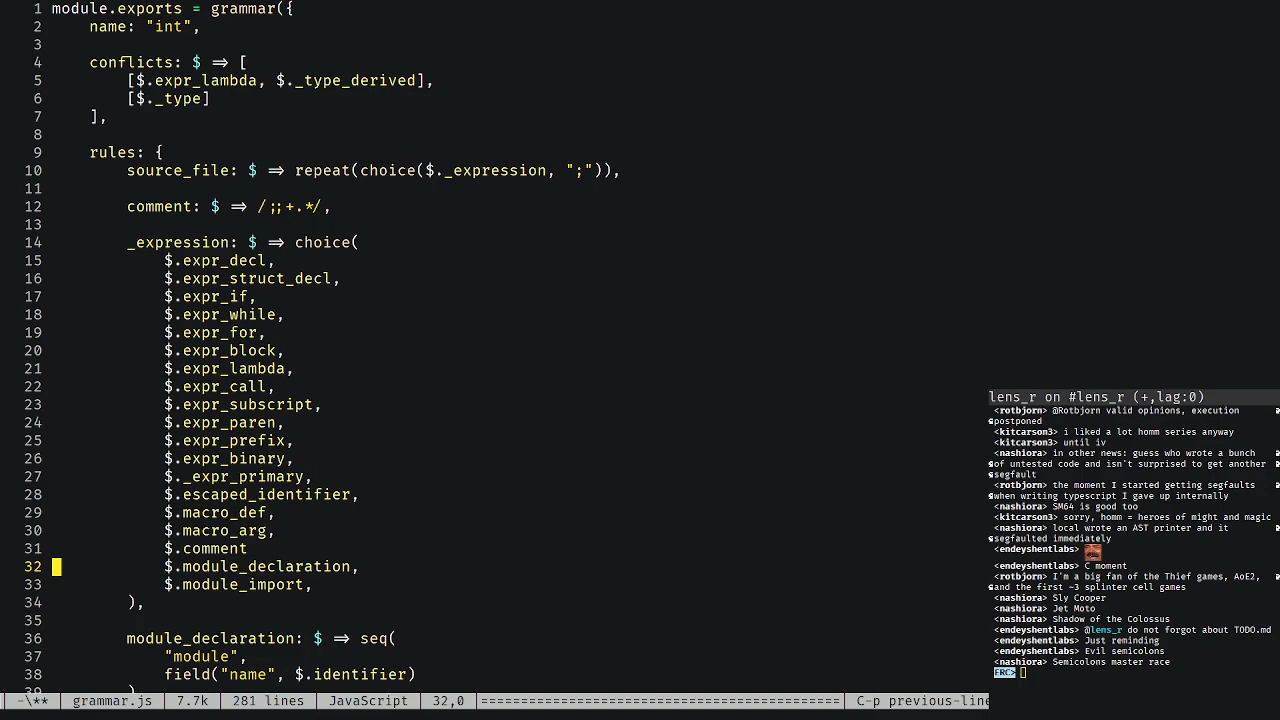 1 module.exports = grammar({
2     name: "int",
3
4     conflicts: $ => [
5         [$.expr_lambda, $._type_derived],
6         [$._type]
7     ],
8
9     rules: {
10         source_file: $ => repeat(choice($._expression, ";")),
11
12         comment: $ => /;;+.*/,
13
14         _expression: $ => choice(
15             $.expr_decl,
16             $.expr_struct_decl,
17             $.expr_if,
18             $.expr_while,
19             $.expr_for,
20             $.expr_block,
21             $.expr_lambda,
22             $.expr_call,
23             $.expr_subscript,
24             $.expr_paren,
25             $.expr_prefix,
26             $.expr_binary,
27             $._expr_primary,
28             $.escaped_identifier,
29             $.macro_def,
30             $.macro_arg,
31             $.comment
32             $.module_declaration,
33             $.module_import,
34         ),
35
36         module_declaration: $ => seq(
37             "module",
38             field("name", $.identifier)
39         )
-\** grammar.js 7.7k 281 lines JavaScript 32,0 ======================================== C-p previous-line
lens_r on #lens_r (+,lag:0)
<rotbjorn> @Rotbjorn valid opinions, execution
postponed
<kitcarson3> i liked a lot homm series anyway
<kitcarson3> until iv
<nashiora> in other news: guess who wrote a bunch
of untested code and isn't surprised to get another
segfault
<rotbjorn> the moment I started getting segfaults
when writing typescript I gave up internally
<nashiora> SM64 is good too
<kitcarson3> sorry, homm = heroes of might and magic
<nashiora> local wrote an AST printer and it
segfaulted immediately
<endeyshentlabs>
<endeyshentlabs> C moment
<rotbjorn> I'm a big fan of the Thief games, AoE2,
and the first ~3 splinter cell games
<nashiora> Sly Cooper
<nashiora> Jet Moto
<nashiora> Shadow of the Colossus
<endeyshentlabs> @lens_r do not forgot about TODO.md
<endeyshentlabs> Just reminding
<endeyshentlabs> Evil semicolons
<nashiora> Semicolons master race
ERC>